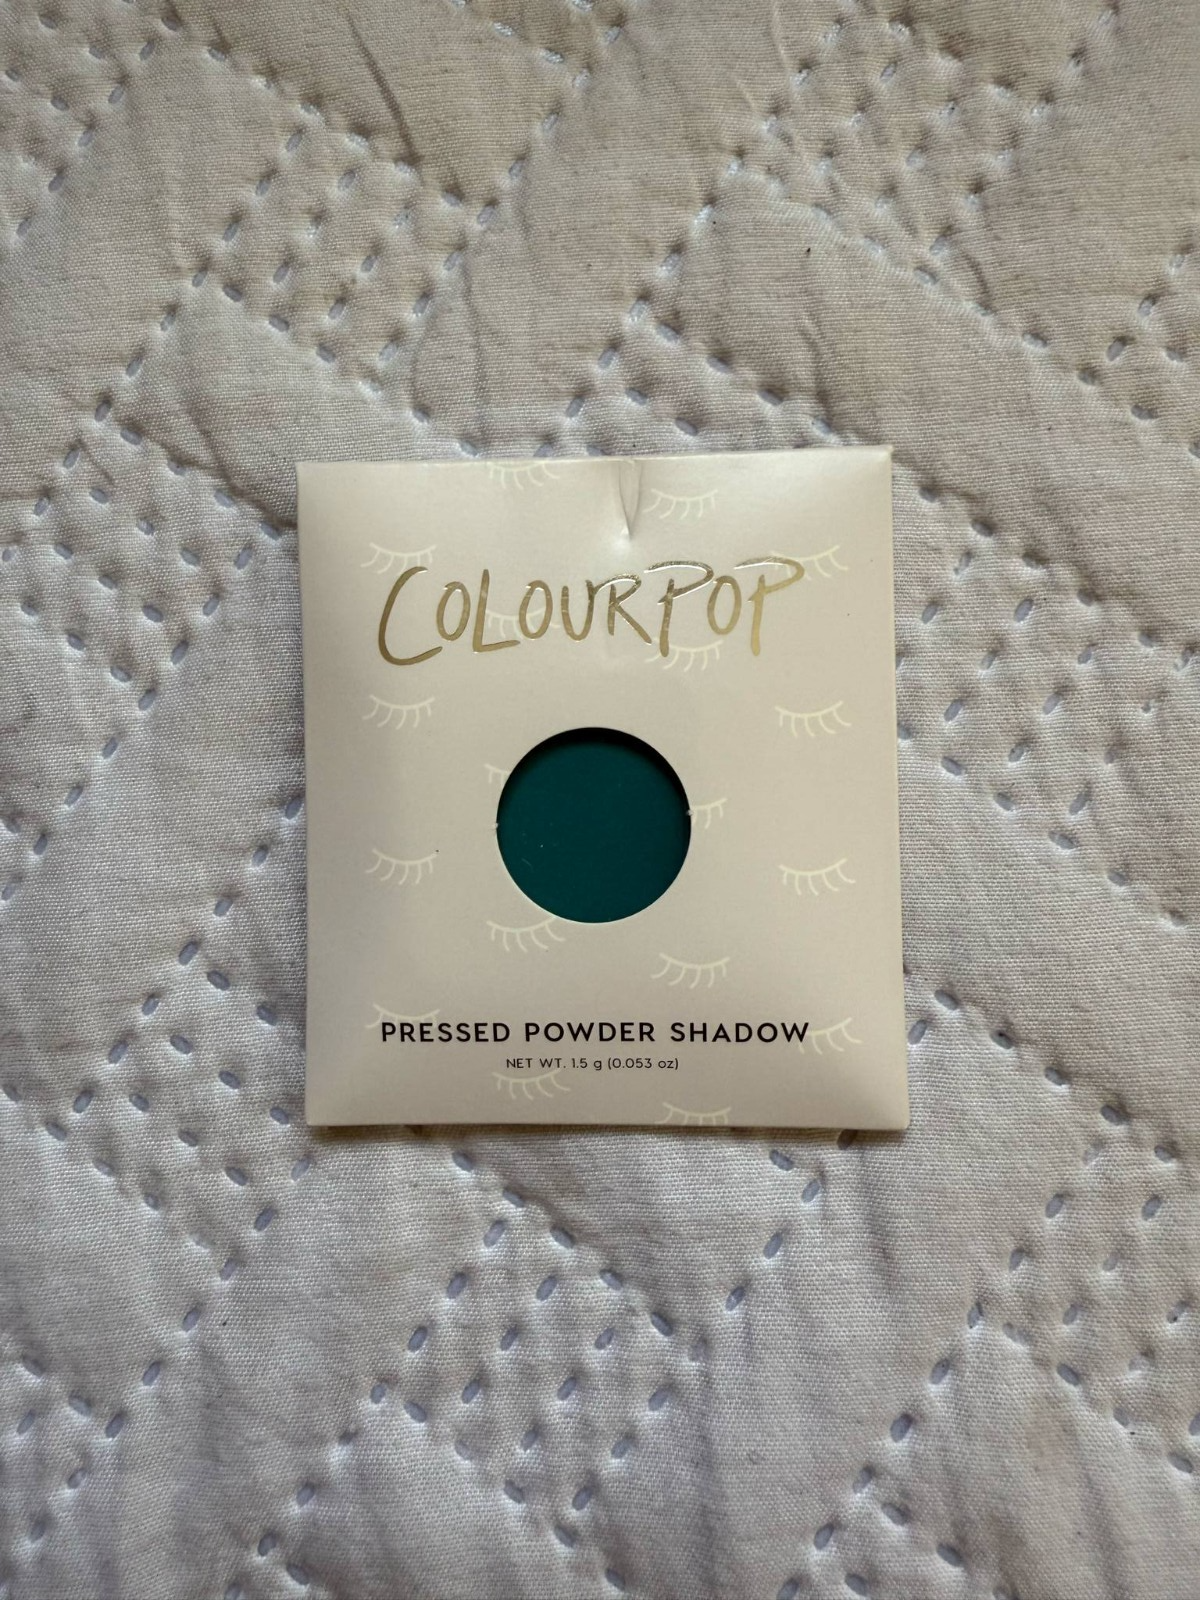 COLOURPOP
PRESSED POWDER SHADOW
NET WT. 1.5 g (0.053 oz)